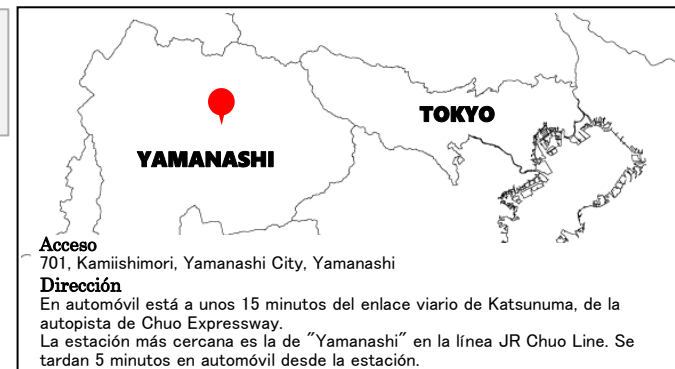 TOKYO
YAMANASHI
Acceso
701, Kamiishimori, Yamanashi City, Yamanashi
Dirección
En automóvil está a unos 15 minutos del enlace viario de Katsunuma, de la
autopista de Chuo Expressway.
La estación más cercana es la de "Yamanashi" en la línea JR Chuo Line. Se
tardan 5 minutos en automóvil desde la estación.